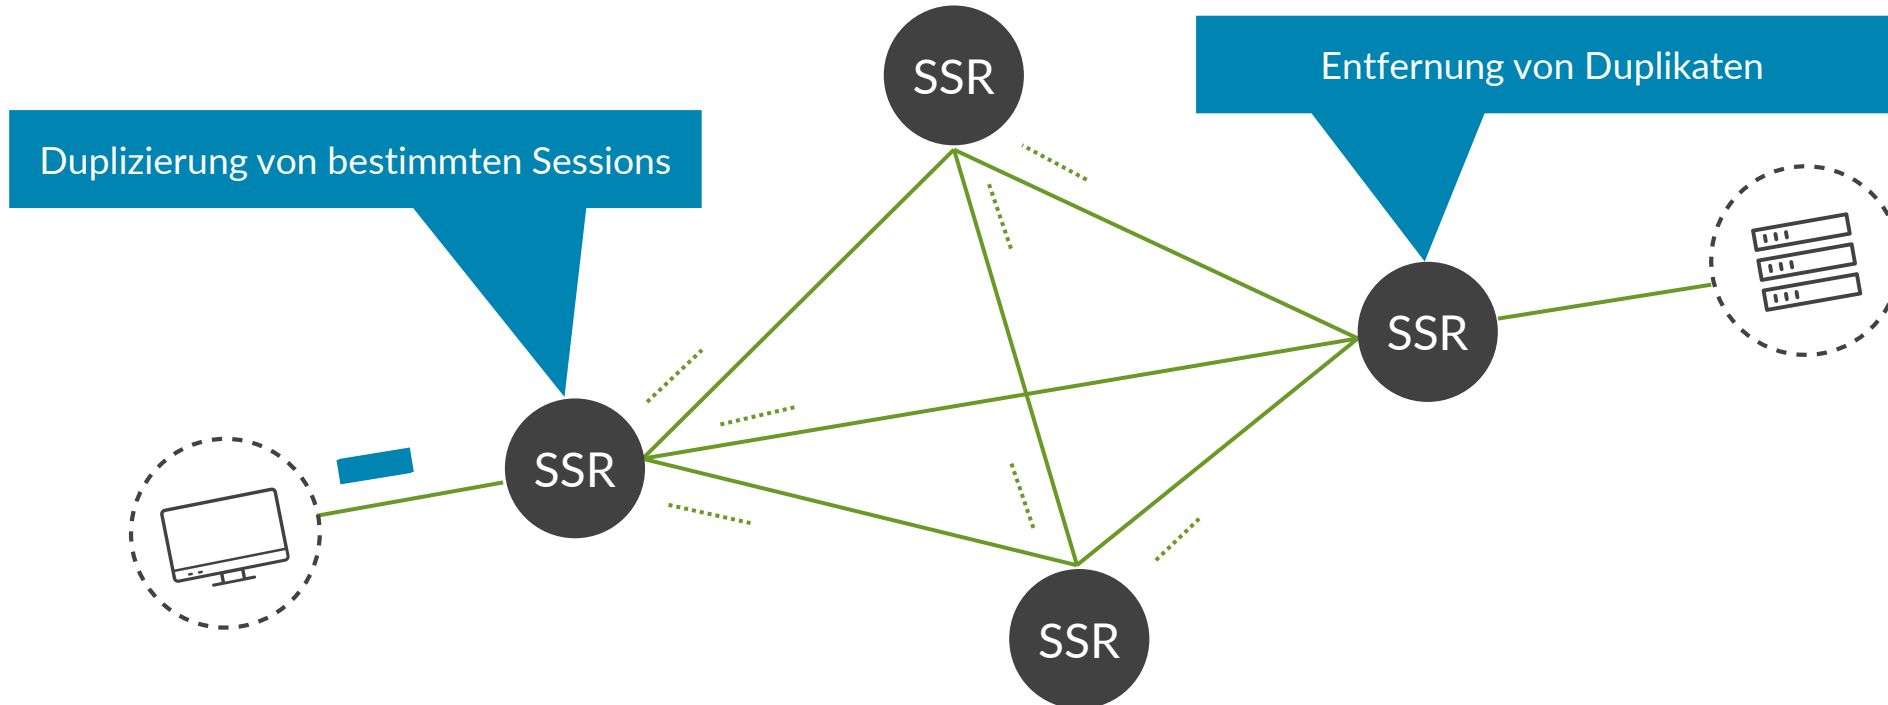 SSR
Entfernung von Duplikaten
Duplizierung von bestimmten Sessions
SSR
SSR
SSR